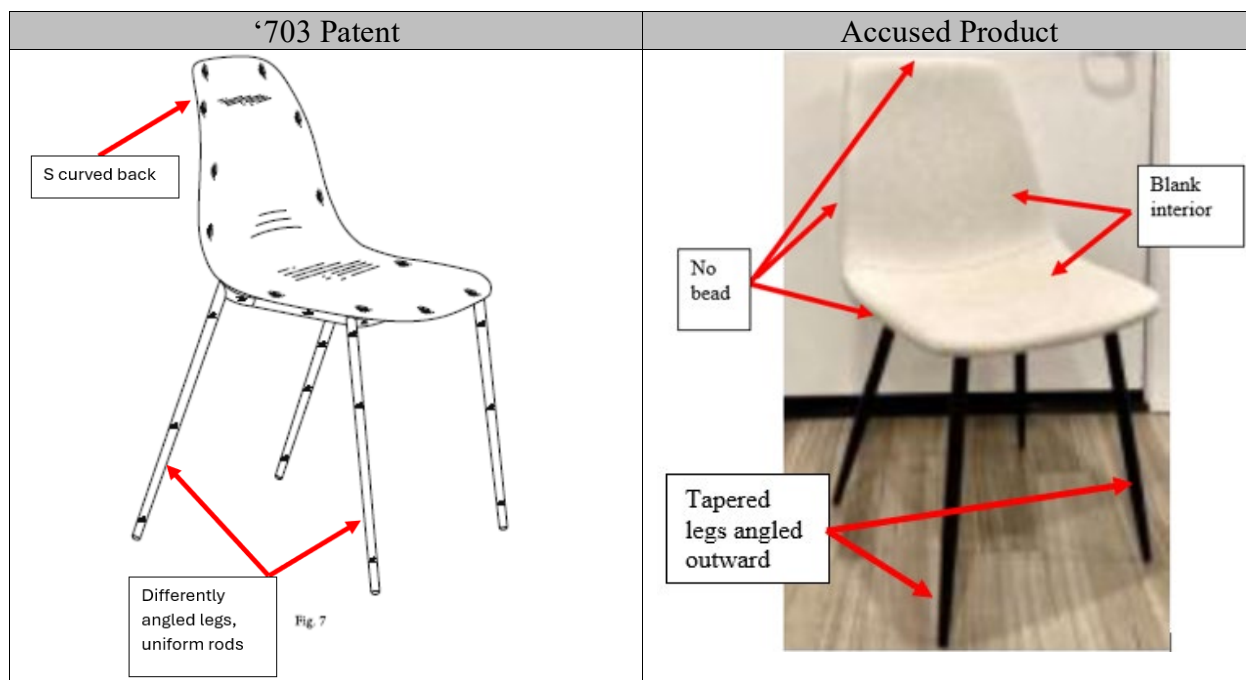 ‘703 Patent
Accused Product
S curved back
Differently
angled legs,
uniform rods
Fig. 7
No
bead
Blank
interior
Tapered
legs angled
outward